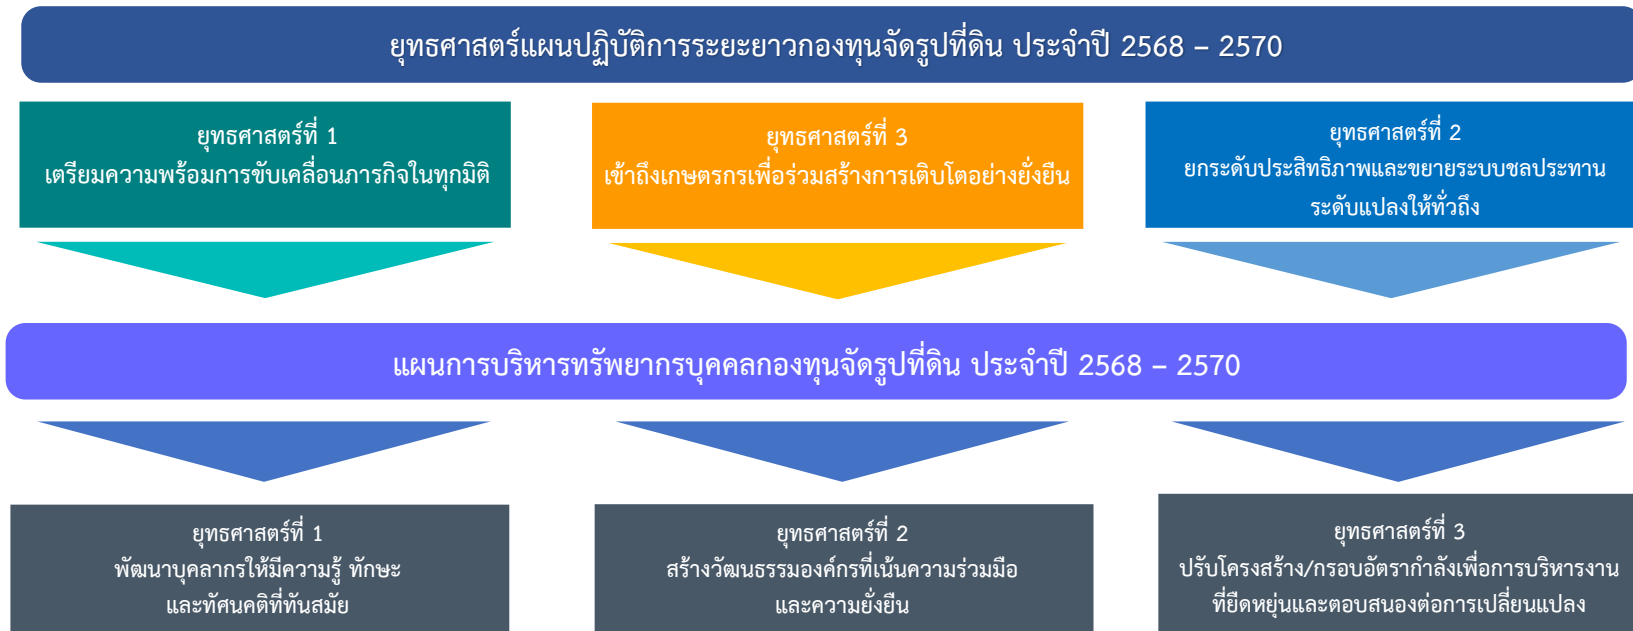 ยุทธศาสตร์แผนปฏิบัติการระยะยาวกองทุนจัดรูปที่ดิน ประจำปี 2568 – 2570
ยุทธศาสตร์ที่ 1
เตรียมความพร้อมการขับเคลื่อนภารกิจในทุกมิติ
ยุทธศาสตร์ที่ 3
เข้าถึงเกษตรกรเพื่อร่วมสร้างการเติบโตอย่างยั่งยืน
ยุทธศาสตร์ที่ 2
ยกระดับประสิทธิภาพและขยายระบบชลประทาน
ระดับแปลงให้ทั่วถึง
แผนการบริหารทรัพยากรบุคคลกองทุนจัดรูปที่ดิน ประจำปี 2568 – 2570
ยุทธศาสตร์ที่ 1
พัฒนาบุคลากรให้มีความรู้ ทักษะ
และทัศนคติที่ทันสมัย
ยุทธศาสตร์ที่ 2
สร้างวัฒนธรรมองค์กรที่เน้นความร่วมมือ
และความยั่งยืน
ยุทธศาสตร์ที่ 3
ปรับโครงสร้าง/กรอบอัตรากำลังเพื่อการบริหารงาน
ที่ยืดหยุ่นและตอบสนองต่อการเปลี่ยนแปลง